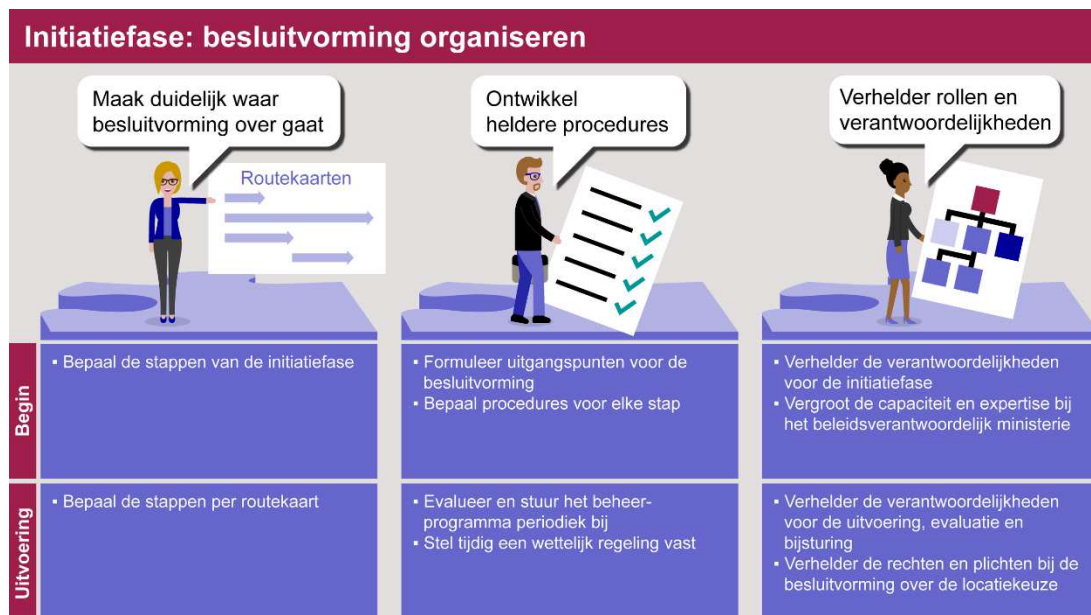 Initiatiefase: besluitvorming organiseren
Maak duidelijk waar
besluitvorming over gaat
Ontwikkel
heldere procedures
Verhelder rollen en
verantwoordelijkheden
Routekaarten
Begin
▪ Bepaal de stappen van de initiatiefase
▪ Formuleer uitgangspunten voor de
besluitvorming
▪ Bepaal procedures voor elke stap
▪ Verhelder de verantwoordelijkheden
voor de initiatiefase
▪ Vergroot de capaciteit en expertise bij
het beleidsverantwoordelijk ministerie
Uitvoering
▪ Bepaal de stappen per routekaart
▪ Evalueer en stuur het beheer-
programma periodiek bij
▪ Stel tijdig een wettelijk regeling vast
▪ Verhelder de verantwoordelijkheden
voor de uitvoering, evaluatie en
bijsturing
▪ Verhelder de rechten en plichten bij de
besluitvorming over de locatiekeuze